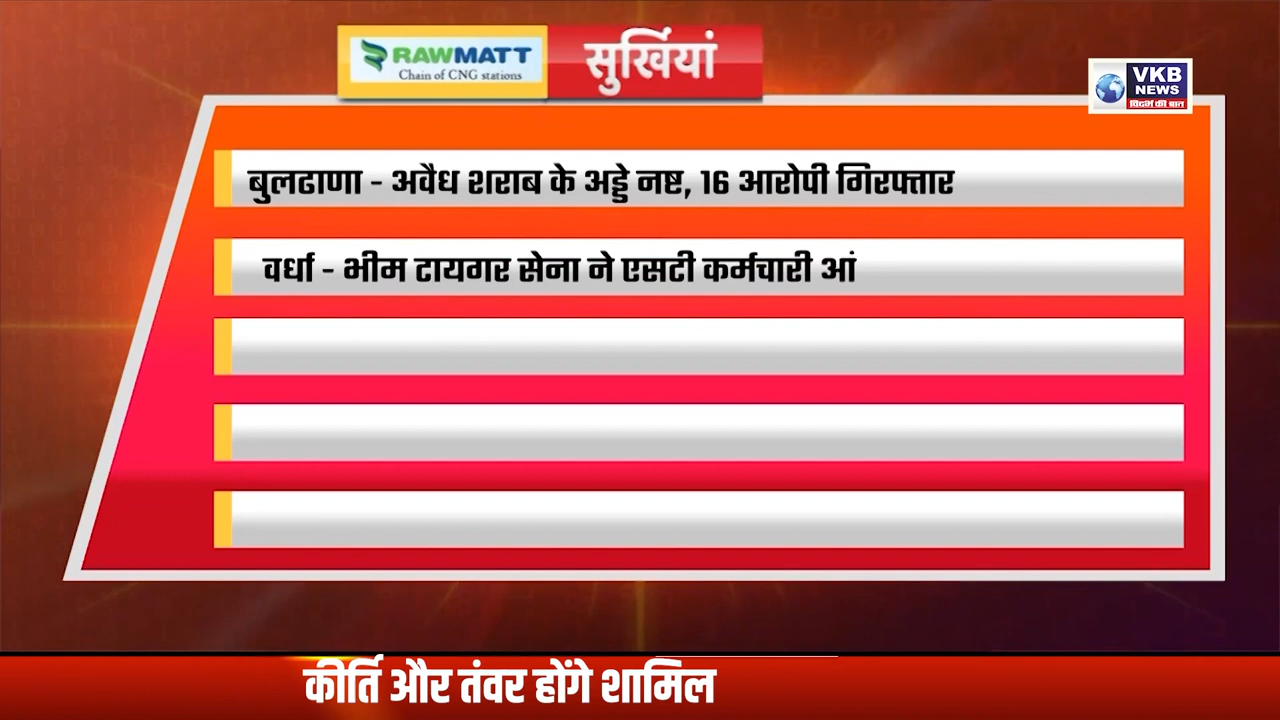 RAWMATT
Chain of CNG stations
सुर्खियां
VKB
NEWS
विदर्भ की बात
बुलढाणा - अवैध शराब के अड्डे नष्ट, 16 आरोपी गिरफ्तार
वर्धा - भीम टायगर सेना ने एसटी कर्मचारी आं
कीर्ति और तंवर होंगे शामिल